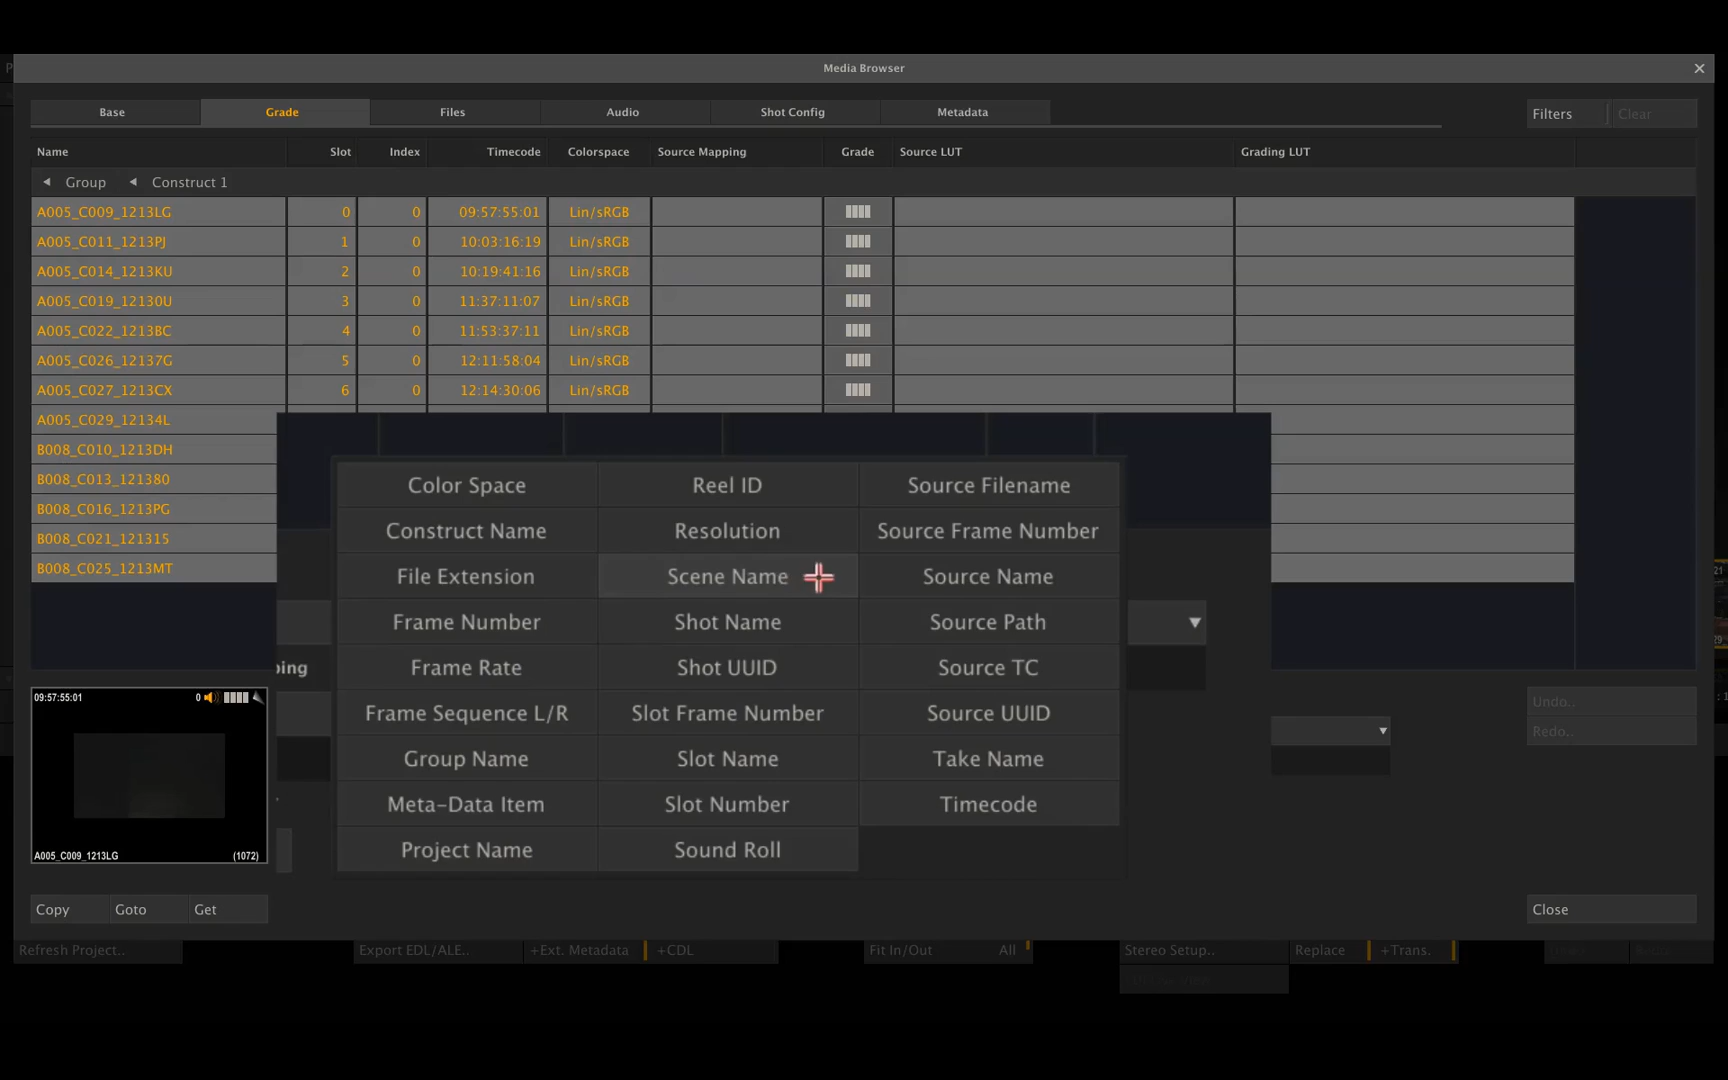 Media Browser
Base Grade Files Audio Shot Config Metadata Filters Clear
Name Slot Index Timecode Colorspace Source Mapping Grade Source LUT Grading LUT
Group Construct 1
A005_C009_1213LG 0 0 09:57:55:01 Lin/sRGB
A005_C011_1213PJ 1 0 10:03:16:19 Lin/sRGB
A005_C014_1213KU 2 0 10:19:41:16 Lin/sRGB
A005_C019_12130U 3 0 11:37:11:07 Lin/sRGB
A005_C022_1213BC 4 0 11:53:37:11 Lin/sRGB
A005_C026_12137G 5 0 12:11:58:04 Lin/sRGB
A005_C027_1213CX 6 0 12:14:30:06 Lin/sRGB
A005_C029_12134L
B008_C010_1213DH
B008_C013_121380
B008_C016_1213PG
B008_C021_121315
B008_C025_1213MT
Color Space Reel ID Source Filename
Construct Name Resolution Source Frame Number
File Extension Scene Name Source Name
Frame Number Shot Name Source Path
Frame Rate Shot UUID Source TC
Frame Sequence L/R Slot Frame Number Source UUID
Group Name Slot Name Take Name
Meta-Data Item Slot Number Timecode
Project Name Sound Roll
ping
09:57:55:01 0
A005_C009_1213LG (1072)
Undo..
Redo..
Copy Goto Get Close
Refresh Project.. Export EDL/ALE.. +Ext. Metadata +CDL Fit In/Out All Stereo Setup.. Replace +Trans.